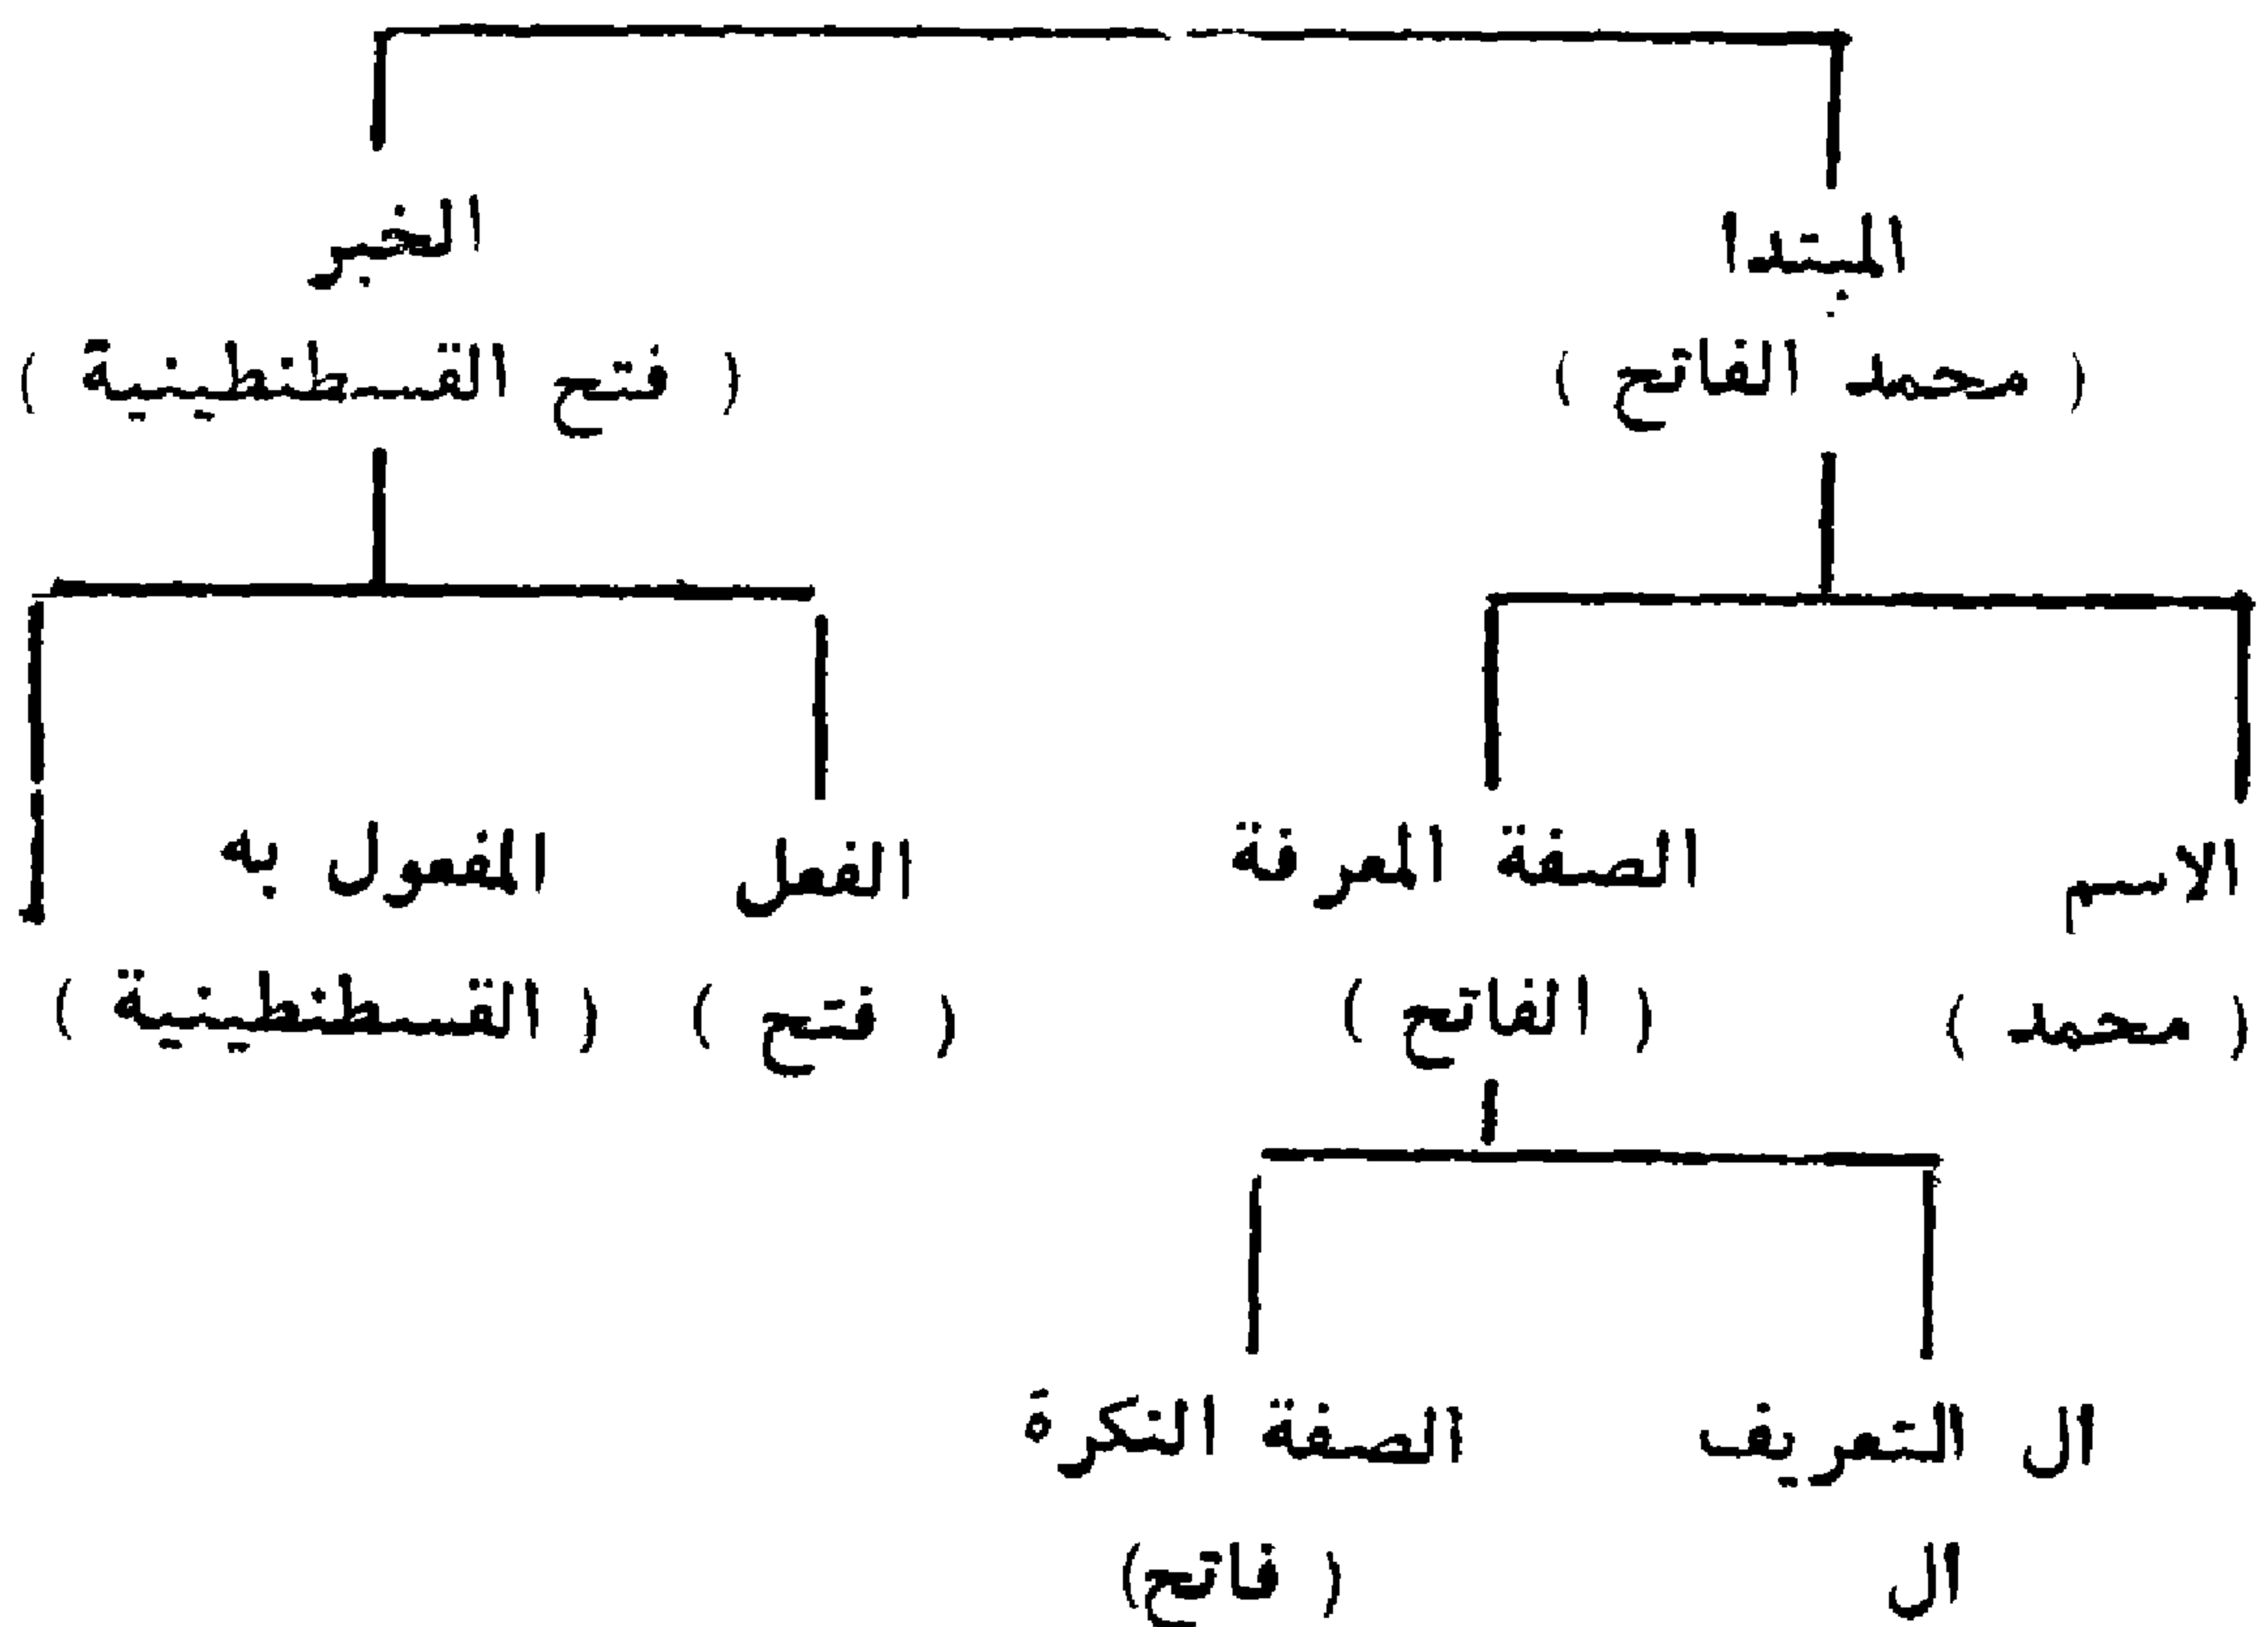 المبتدا الخبر
( محمد الفاتح ) ( فتح القسطنطينية )
الاسم الصفة المعرفة الفعل المفعول به
( محمد ) ( الفاتح ) ( فتح ) ( القسطنطينية )
ال التعريف الصفة النكرة
ال ( فاتح )